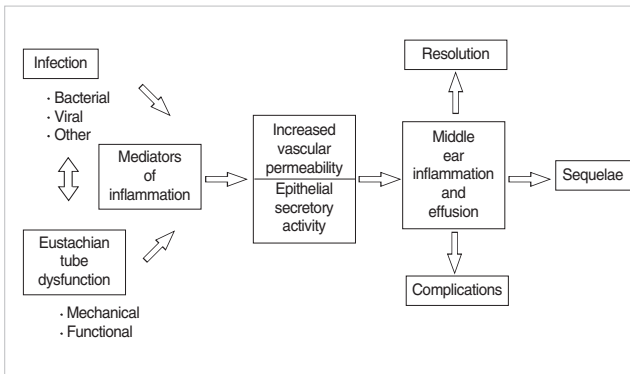 Infection
· Bacterial
· Viral
· Other
Eustachian
tube
dysfunction
· Mechanical
· Functional
Mediators
of
inflammation
Increased
vascular
permeability
Epithelial
secretory
activity
Middle
ear
inflammation
and
effusion
Resolution
Sequelae
Complications